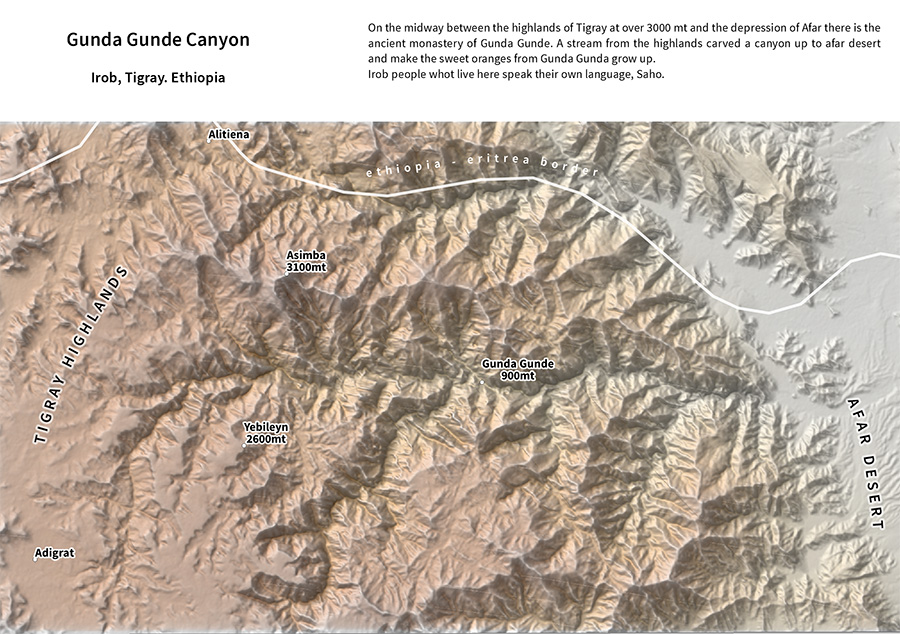 Gunda Gunde Canyon
Irob, Tigray. Ethiopia
On the midway between the highlands of Tigray at over 3000 mt and the depression of Afar there is the
ancient monastery of Gunda Gunde. A stream from the highlands carved a canyon up to afar desert
and make the sweet oranges from Gunda Gunda grow up.
Irob people whot live here speak their own language, Saho.
Alitiena
ethiopia - eritrea border
Asimba
3100mt
TIGRAY HIGHLANDS
Gunda Gunde
900mt
Yebileyn
2600mt
AFAR DESERT
Adigrat